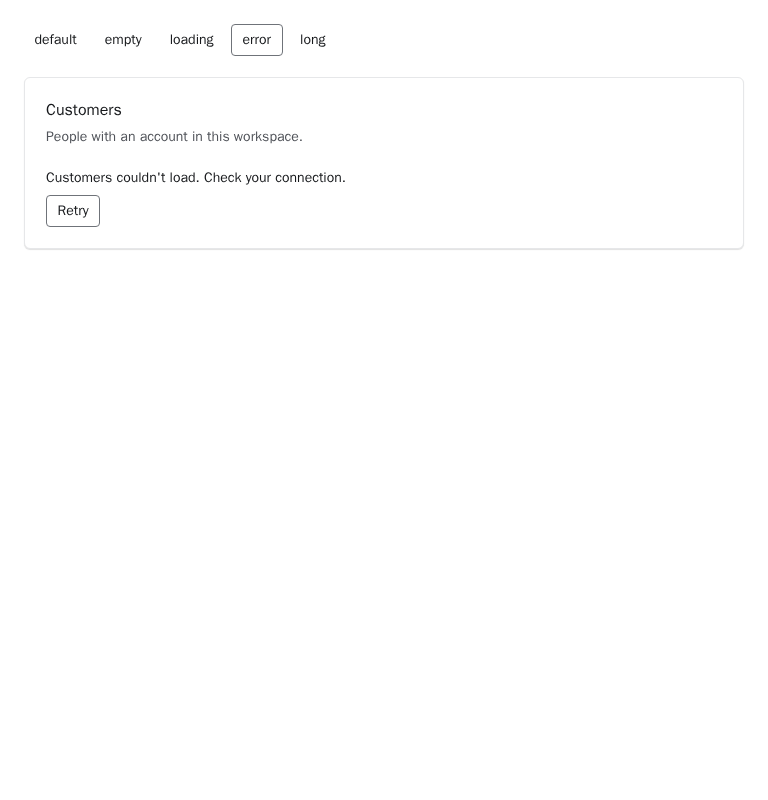 default empty loading error long
Customers
People with an account in this workspace.
Customers couldn't load. Check your connection.
Retry